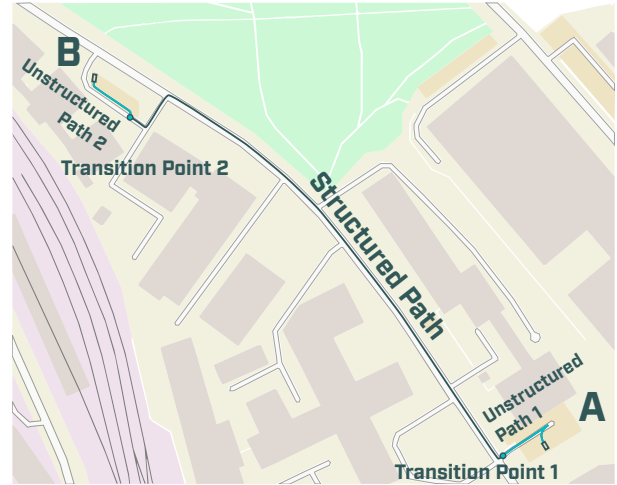 B
Unstructured
Path 2
Transition Point 2
Structured Path
Unstructured
Path 1
A
Transition Point 1